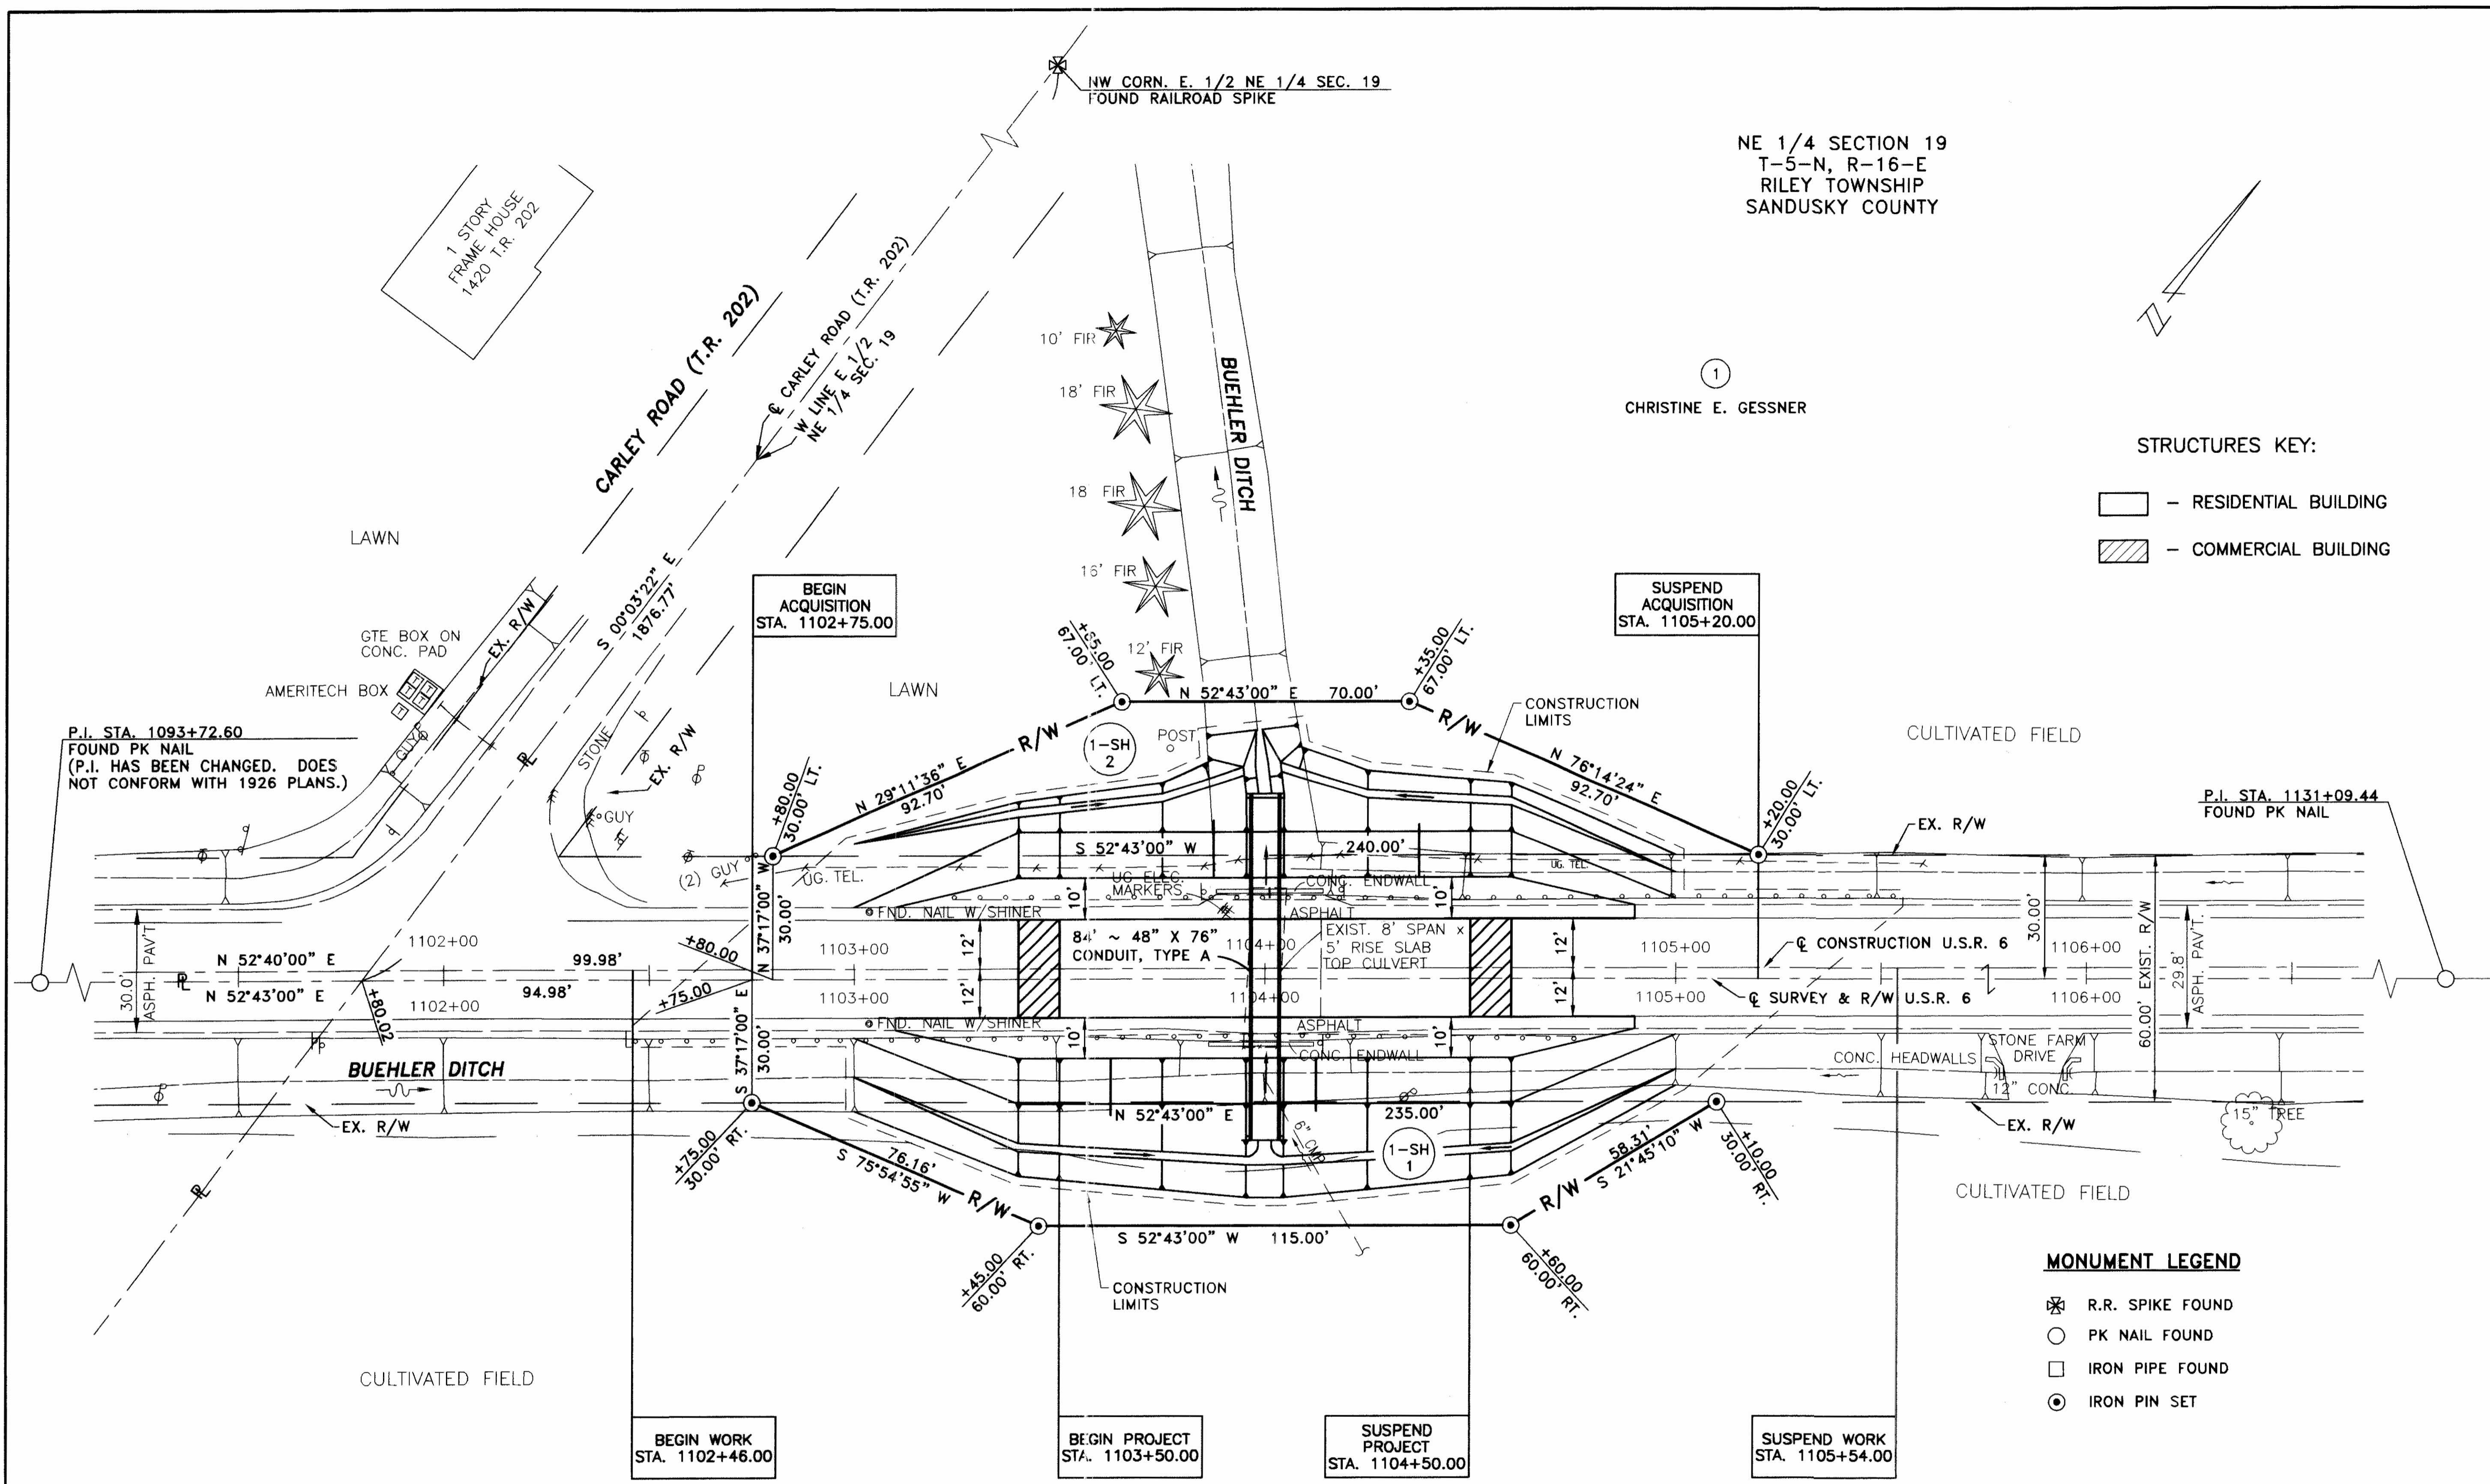 NW CORN. E. 1/2 NE 1/4 SEC. 19
FOUND RAILROAD SPIKE
NE 1/4 SECTION 19
T-5-N, R-16-E
RILEY TOWNSHIP
SANDUSKY COUNTY
N
1 STORY
FRAME HOUSE
1420 T.R. 202
CARLEY ROAD (T.R. 202)
℄ CARLEY ROAD (T.R. 202)
W LINE E 1/2
NE 1/4 SEC. 19
10' FIR
18' FIR
18 FIR
16' FIR
12' FIR
BUEHLER DITCH
1
CHRISTINE E. GESSNER
STRUCTURES KEY:
- RESIDENTIAL BUILDING
- COMMERCIAL BUILDING
LAWN
S 00°03'22" E
1876.77'
BEGIN
ACQUISITION
STA. 1102+75.00
SUSPEND
ACQUISITION
STA. 1105+20.00
GTE BOX ON
CONC. PAD
EX. R/W
AMERITECH BOX
T
T
T
T
T
GUY
LAWN
+65.00
67.00' LT.
N 52°43'00" E 70.00'
+35.00
67.00' LT.
CONSTRUCTION
LIMITS
CULTIVATED FIELD
P.I. STA. 1093+72.60
FOUND PK NAIL
(P.I. HAS BEEN CHANGED. DOES
NOT CONFORM WITH 1926 PLANS.)
P.I. STA. 1131+09.44
FOUND PK NAIL
STONE
EX. R/W
GUY
R/W
1-SH
2
POST
R/W
N 76°14'24" E
92.70'
N 29°11'36" E
92.70'
+80.00
30.00' LT.
+20.00
30.00' LT.
EX. R/W
(2) GUY
UG. TEL.
S 52°43'00" W 240.00'
UG. TEL.
UG ELEC.
MARKERS
CONC. ENDWALL
10'
10'
FND. NAIL W/SHINER
ASPHALT
N 37°17'00" W
30.00'
30.0'
ASPH. PAV'T.
1102+00
+80.00
1103+00
12'
84' ~ 48" X 76"
CONDUIT, TYPE A
1104+00
EXIST. 8' SPAN x
5' RISE SLAB
TOP CULVERT
12'
1105+00
℄ CONSTRUCTION U.S.R. 6
1106+00
30.00'
60.00' EXIST. R/W
29.8'
ASPH. PAV'T.
N 52°40'00" E 99.98'
N 52°43'00" E 94.98'
1102+00
+80.02
+75.00
1103+00
12'
1104+00
12'
1105+00
℄ SURVEY & R/W U.S.R. 6
1106+00
S 37°17'00" E
30.00'
FND. NAIL W/SHINER
ASPHALT
10'
CONC. ENDWALL
10'
CONC. HEADWALLS
STONE FARM
DRIVE
12" CONC.
BUEHLER DITCH
EX. R/W
N 52°43'00" E 235.00'
EX. R/W
15" TREE
+75.00
30.00' RT.
76.16'
S 75°54'55" W
R/W
6" CMP
1-SH
1
58.31'
S 21°45'10" W
R/W
+10.00
30.00' RT.
CULTIVATED FIELD
S 52°43'00" W 115.00'
+45.00
60.00' RT.
+60.00
60.00' RT.
CONSTRUCTION
LIMITS
CULTIVATED FIELD
MONUMENT LEGEND
R.R. SPIKE FOUND
PK NAIL FOUND
IRON PIPE FOUND
IRON PIN SET
BEGIN WORK
STA. 1102+46.00
BEGIN PROJECT
STA. 1103+50.00
SUSPEND
PROJECT
STA. 1104+50.00
SUSPEND WORK
STA. 1105+54.00